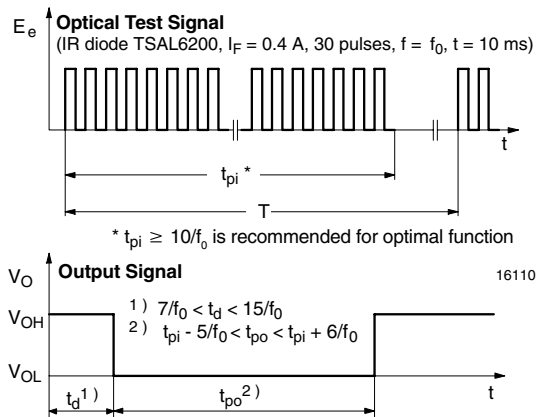 E_e
Optical Test Signal
(IR diode TSAL6200, I_F = 0.4 A, 30 pulses, f = f_0, t = 10 ms)
t
t_pi *
T
* t_pi ≥ 10/f_0 is recommended for optimal function
V_O
Output Signal
16110
V_OH
1) 7/f_0 < t_d < 15/f_0
2) t_pi - 5/f_0 < t_po < t_pi + 6/f_0
V_OL
t_d 1)
t_po 2)
t